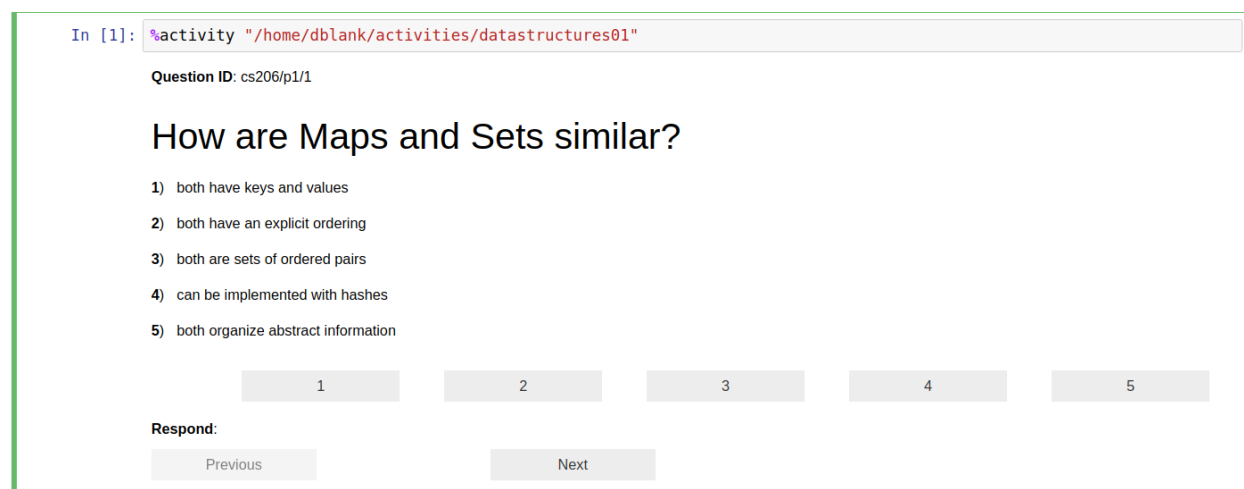 In [1]: %activity "/home/dblank/activities/datastructures01"
Question ID: cs206/p1/1
How are Maps and Sets similar?
1) both have keys and values
2) both have an explicit ordering
3) both are sets of ordered pairs
4) can be implemented with hashes
5) both organize abstract information
1 2 3 4 5
Respond:
Previous Next